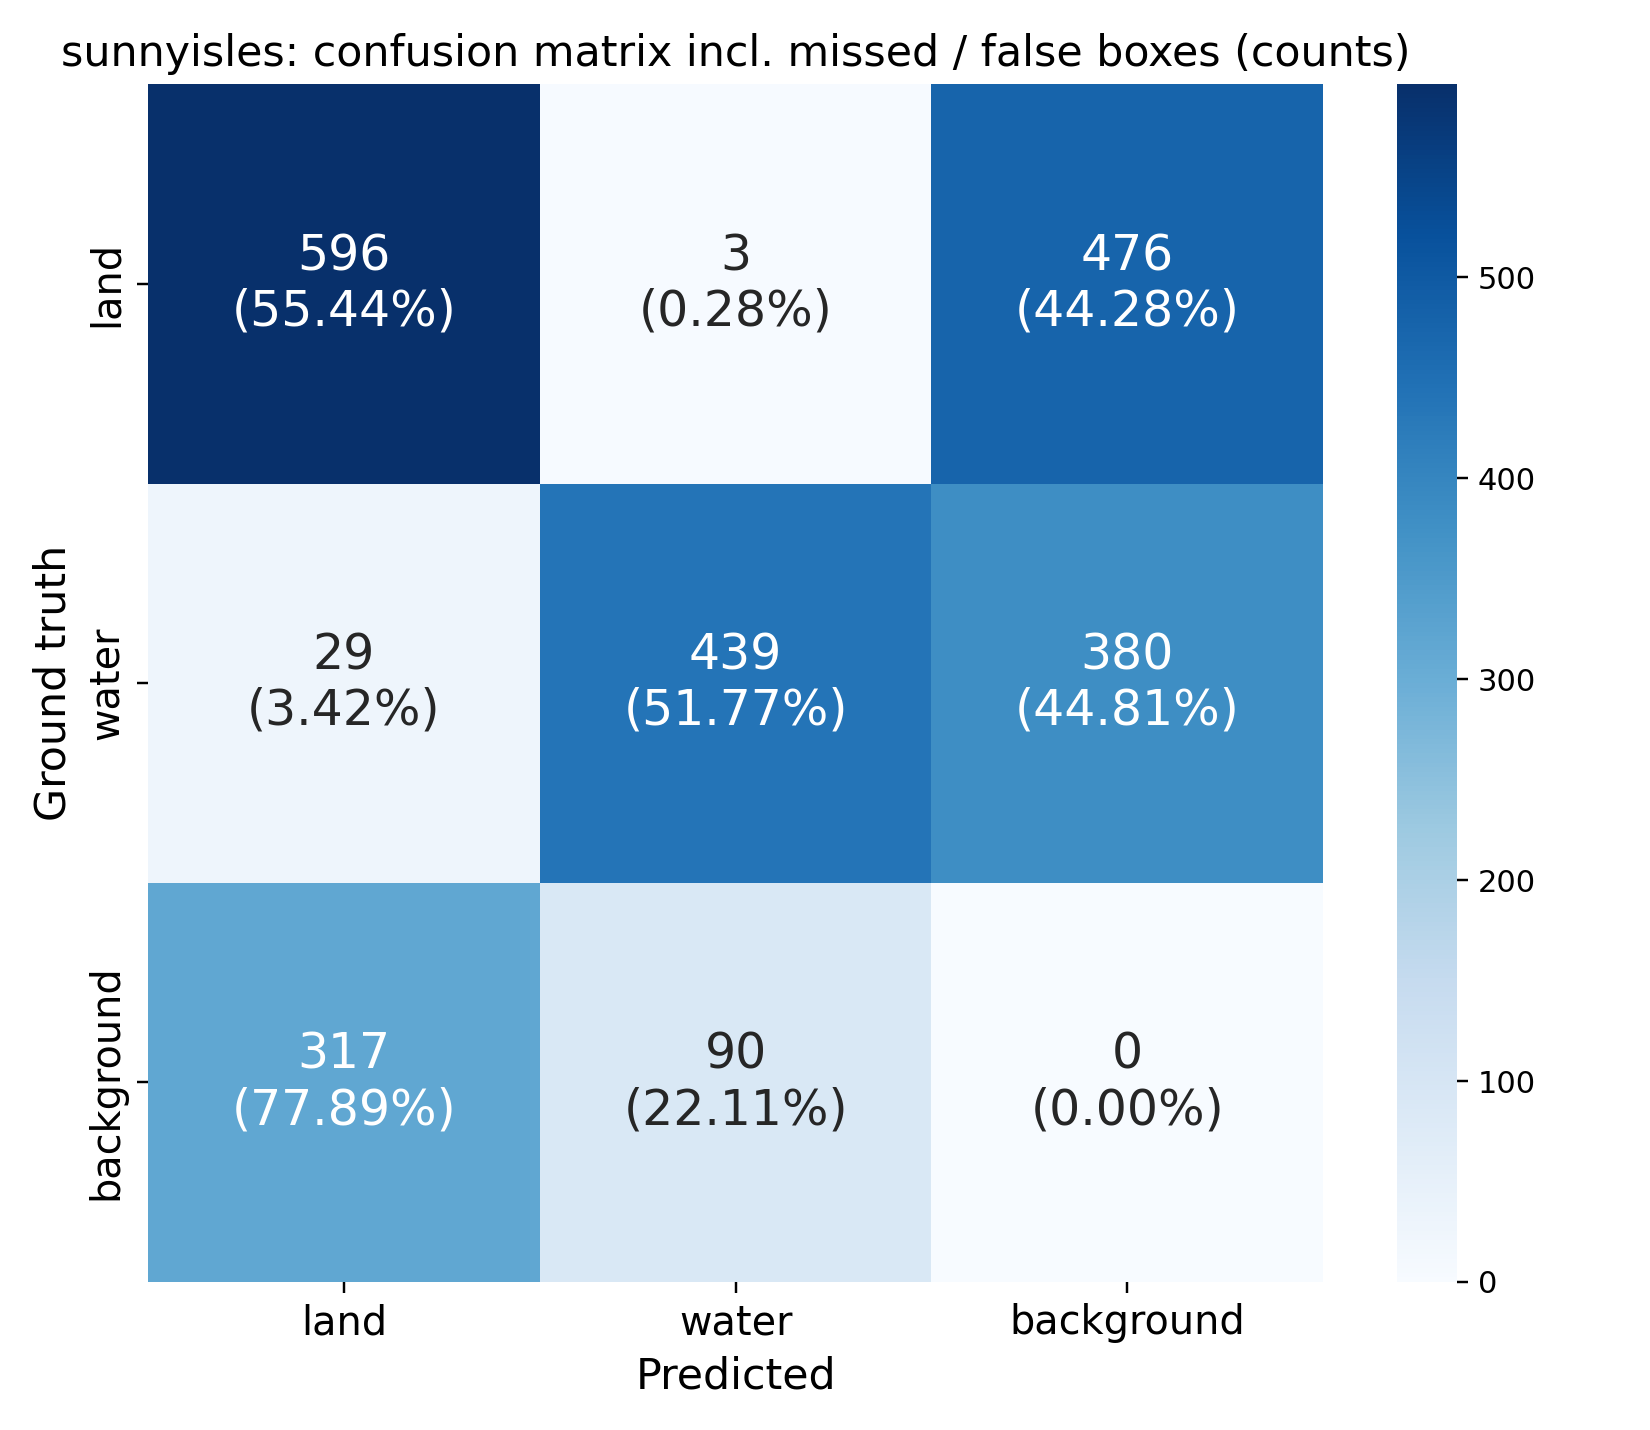 sunnyisles: confusion matrix incl. missed / false boxes (counts)
Ground truth
land
596
(55.44%)
3
(0.28%)
476
(44.28%)
water
29
(3.42%)
439
(51.77%)
380
(44.81%)
background
317
(77.89%)
90
(22.11%)
0
(0.00%)
land
water
background
Predicted
500
400
300
200
100
0